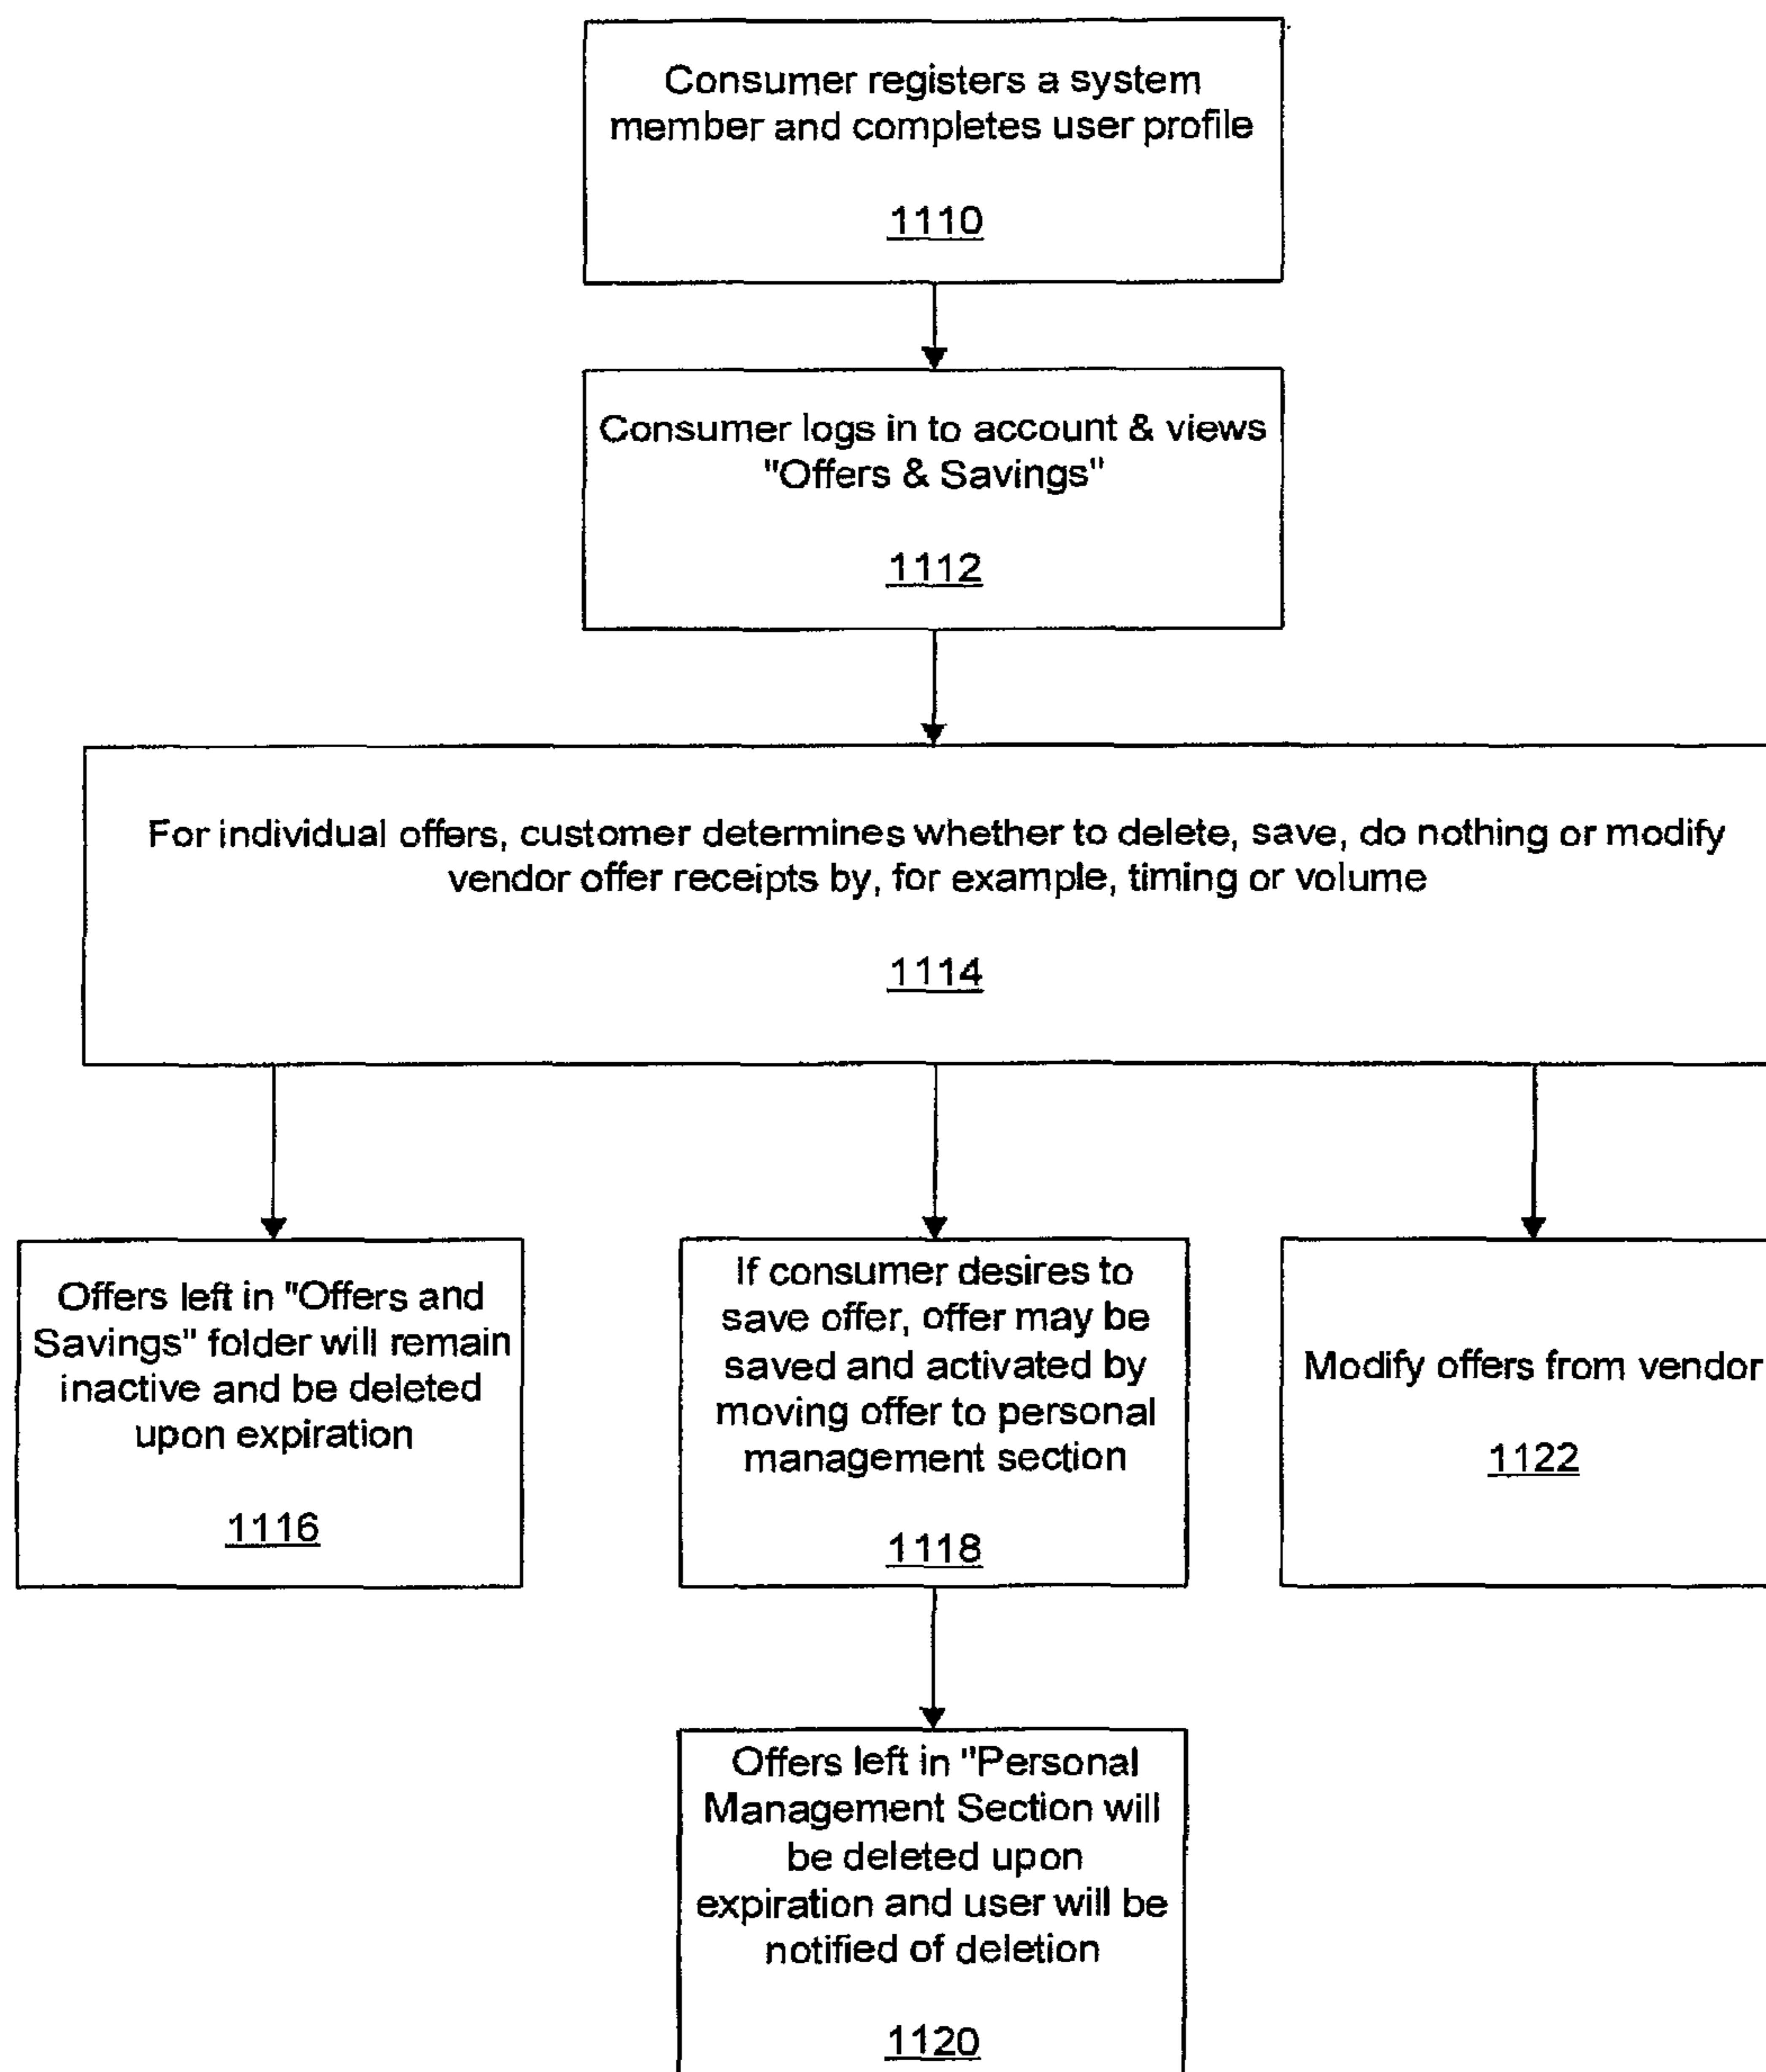 Consumer registers a system
member and completes user profile
1110
Consumer logs in to account & views
"Offers & Savings"
1112
For individual offers, customer determines whether to delete, save, do nothing or modify
vendor offer receipts by, for example, timing or volume
1114
Offers left in "Offers and
Savings" folder will remain
inactive and be deleted
upon expiration
1116
If consumer desires to
save offer, offer may be
saved and activated by
moving offer to personal
management section
1118
Modify offers from vendor
1122
Offers left in "Personal
Management Section will
be deleted upon
expiration and user will be
notified of deletion
1120